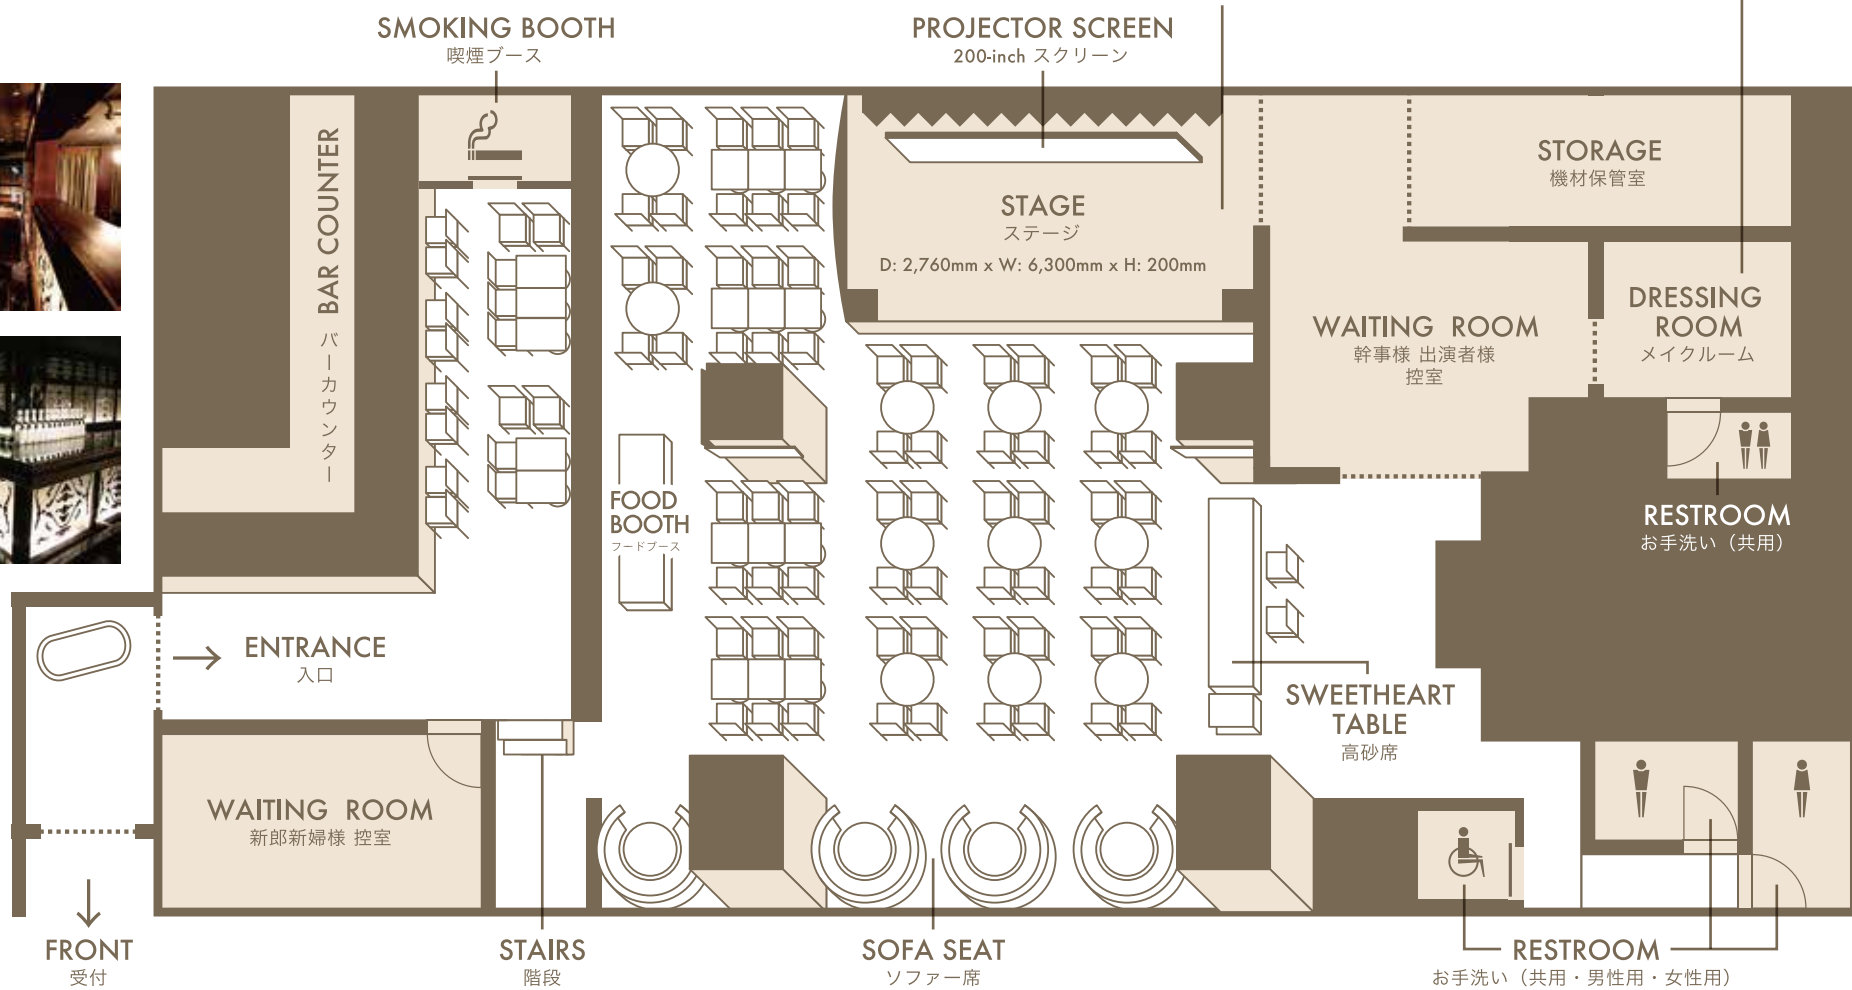 SMOKING BOOTH
喫煙ブース
PROJECTOR SCREEN
200-inch スクリーン
BAR COUNTER
バーカウンター
STAGE
ステージ
D: 2,760mm x W: 6,300mm x H: 200mm
STORAGE
機材保管室
WAITING ROOM
幹事様 出演者様
控室
DRESSING
ROOM
メイクルーム
FOOD
BOOTH
フードブース
RESTROOM
お手洗い（共用）
ENTRANCE
入口
SWEETHEART
TABLE
高砂席
WAITING ROOM
新郎新婦様 控室
FRONT
受付
STAIRS
階段
SOFA SEAT
ソファー席
RESTROOM
お手洗い（共用・男性用・女性用）